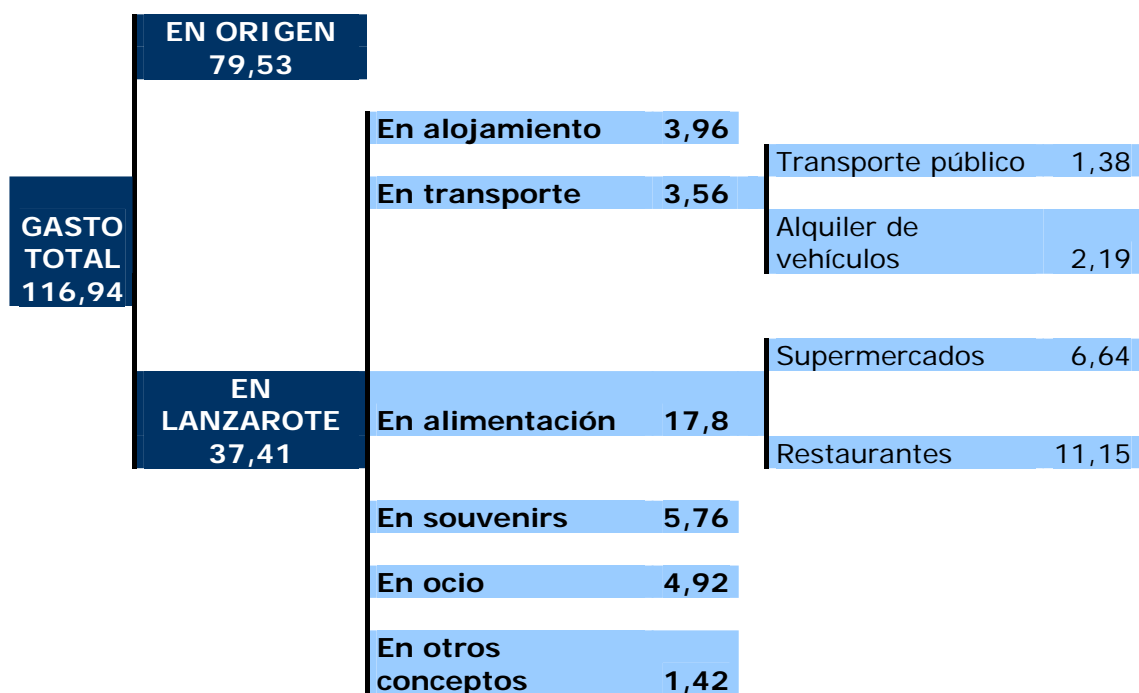 EN ORIGEN
79,53
En alojamiento 3,96
Transporte público 1,38
En transporte 3,56
GASTO
TOTAL
116,94
Alquiler de
vehículos 2,19
Supermercados 6,64
EN
LANZAROTE
37,41
En alimentación 17,8
Restaurantes 11,15
En souvenirs 5,76
En ocio 4,92
En otros
conceptos 1,42